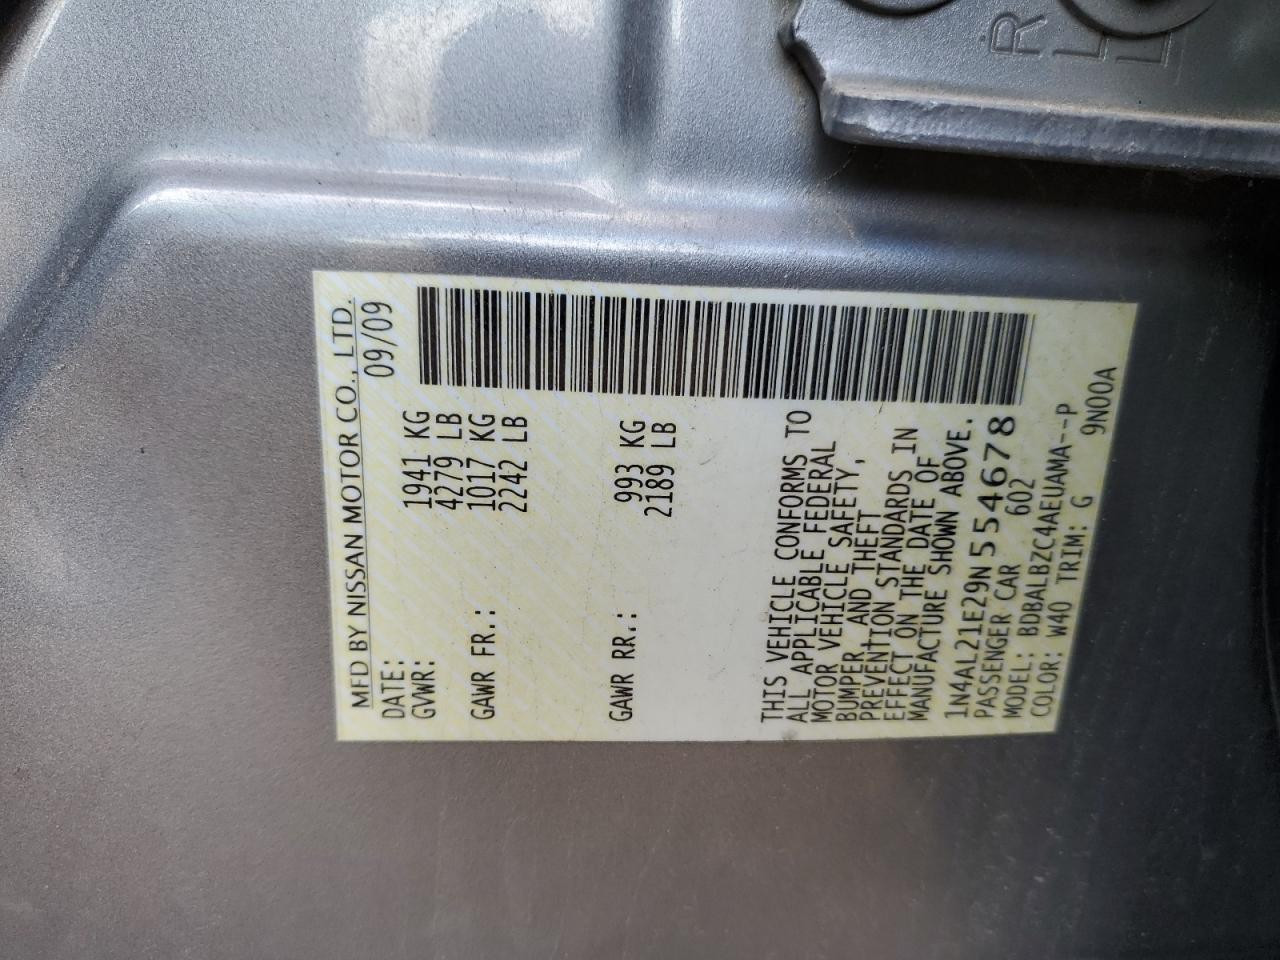 MFD BY NISSAN MOTOR CO., LTD.
DATE: 09/09
GVWR: 1941 KG
4279 LB
GAWR FR.: 1017 KG
2242 LB
GAWR RR.: 993 KG
2189 LB
THIS VEHICLE CONFORMS TO
ALL APPLICABLE FEDERAL
MOTOR VEHICLE SAFETY,
BUMPER, AND THEFT
PREVENTION STANDARDS IN
EFFECT ON THE DATE OF
MANUFACTURE SHOWN ABOVE.
1N4AL21E29N554678
PASSENGER CAR 602
MODEL: BDBALBZC4AEUAMA--P
COLOR: W40 TRIM: G 9N00A